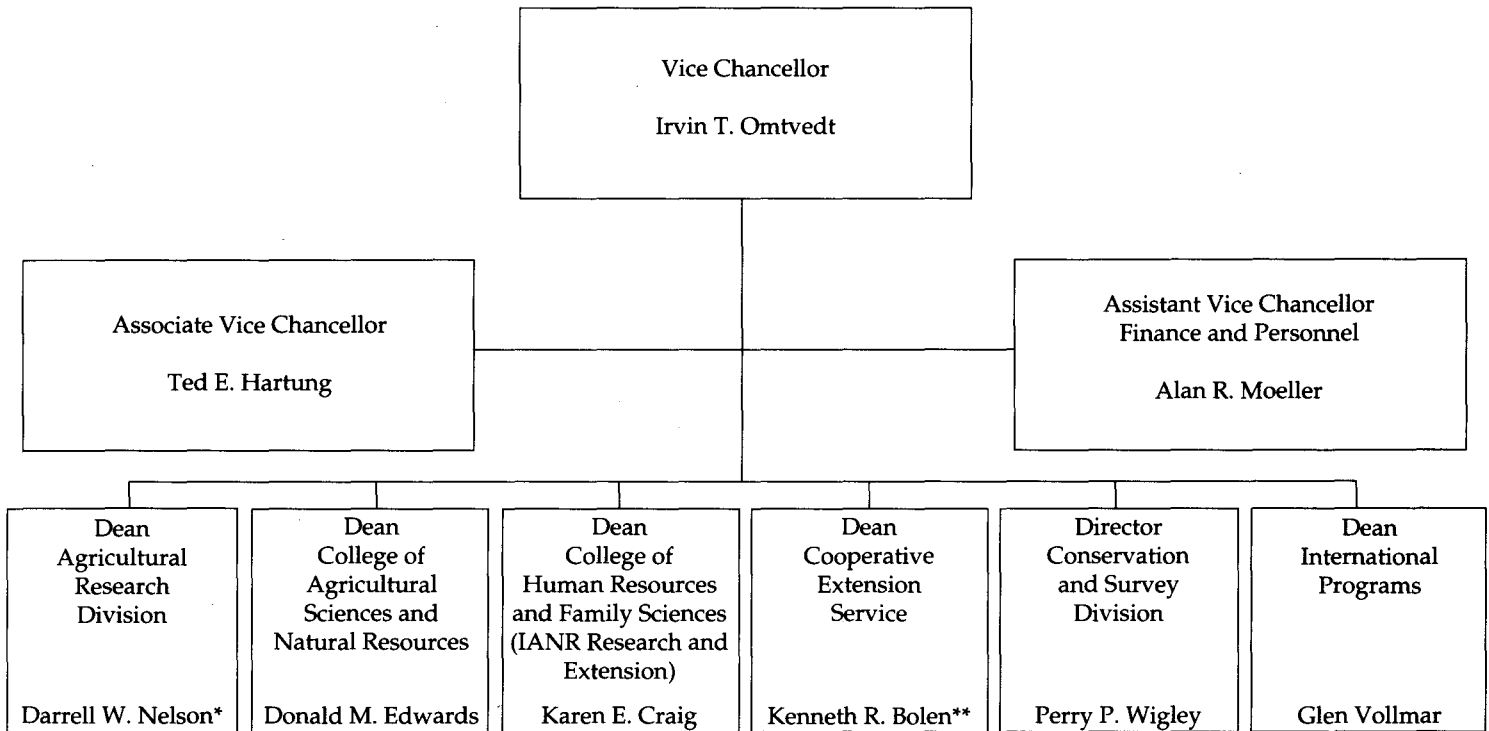 Vice Chancellor
Irvin T. Omtvedt
Associate Vice Chancellor
Ted E. Hartung
Assistant Vice Chancellor
Finance and Personnel
Alan R. Moeller
Dean
Agricultural
Research
Division
Darrell W. Nelson*
Dean
College of
Agricultural
Sciences and
Natural Resources
Donald M. Edwards
Dean
College of
Human Resources
and Family Sciences
(IANR Research and
Extension)
Karen E. Craig
Dean
Cooperative
Extension
Service
Kenneth R. Bolen**
Director
Conservation
and Survey
Division
Perry P. Wigley
Dean
International
Programs
Glen Vollmar